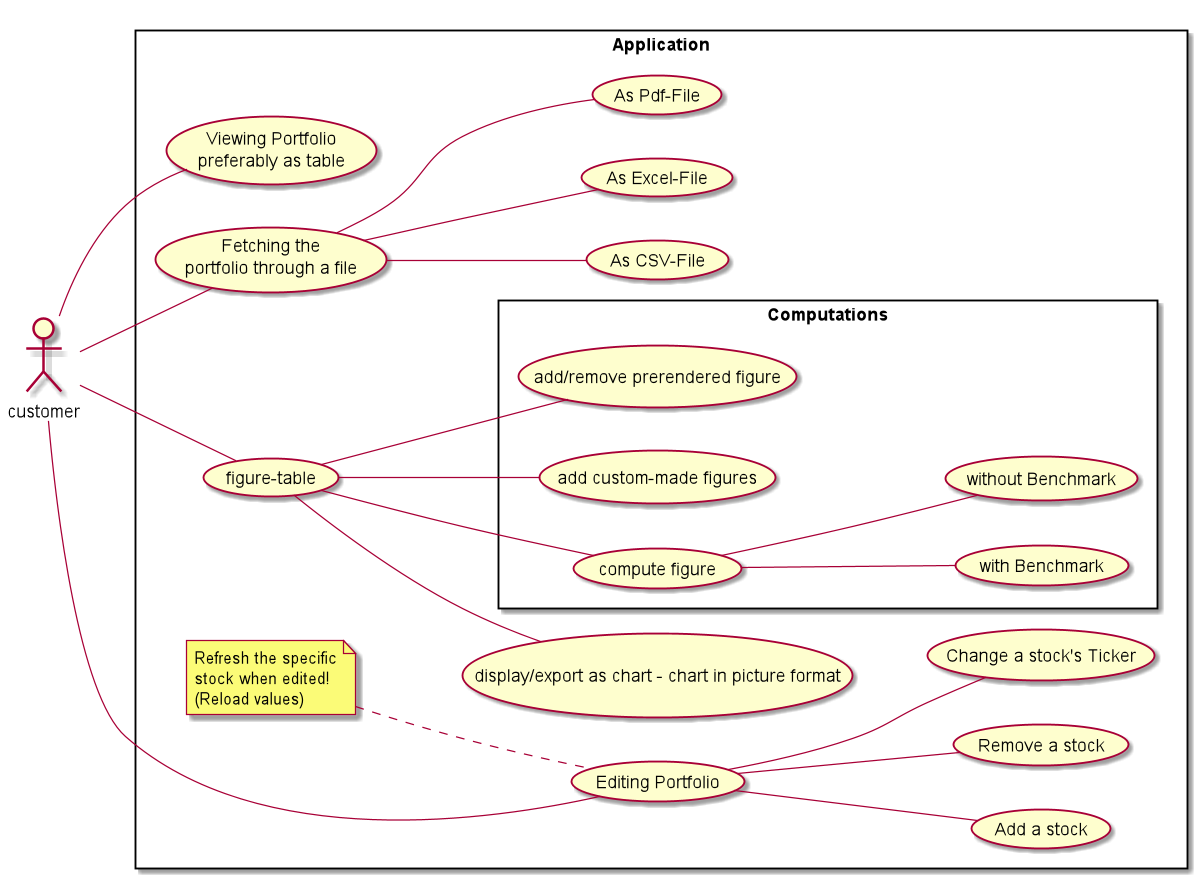 Application
As Pdf-File
Viewing Portfolio
preferably as table
As Excel-File
Fetching the
portfolio through a file
As CSV-File
Computations
add/remove prerendered figure
customer
figure-table
add custom-made figures
without Benchmark
compute figure
with Benchmark
Refresh the specific
stock when edited!
(Reload values)
display/export as chart - chart in picture format
Change a stock's Ticker
Remove a stock
Editing Portfolio
Add a stock